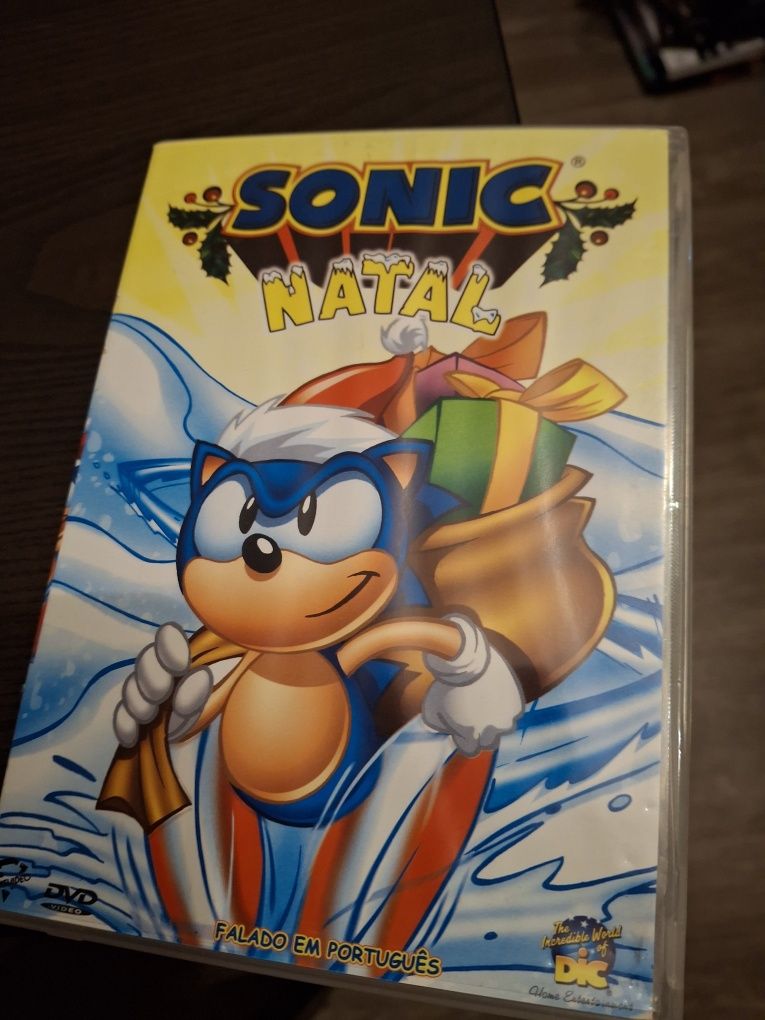 SONIC
®
NATAL
DVD
VIDEO
FALADO EM PORTUGUÊS
The
Incredible World
of
DiC
Home Entertainment